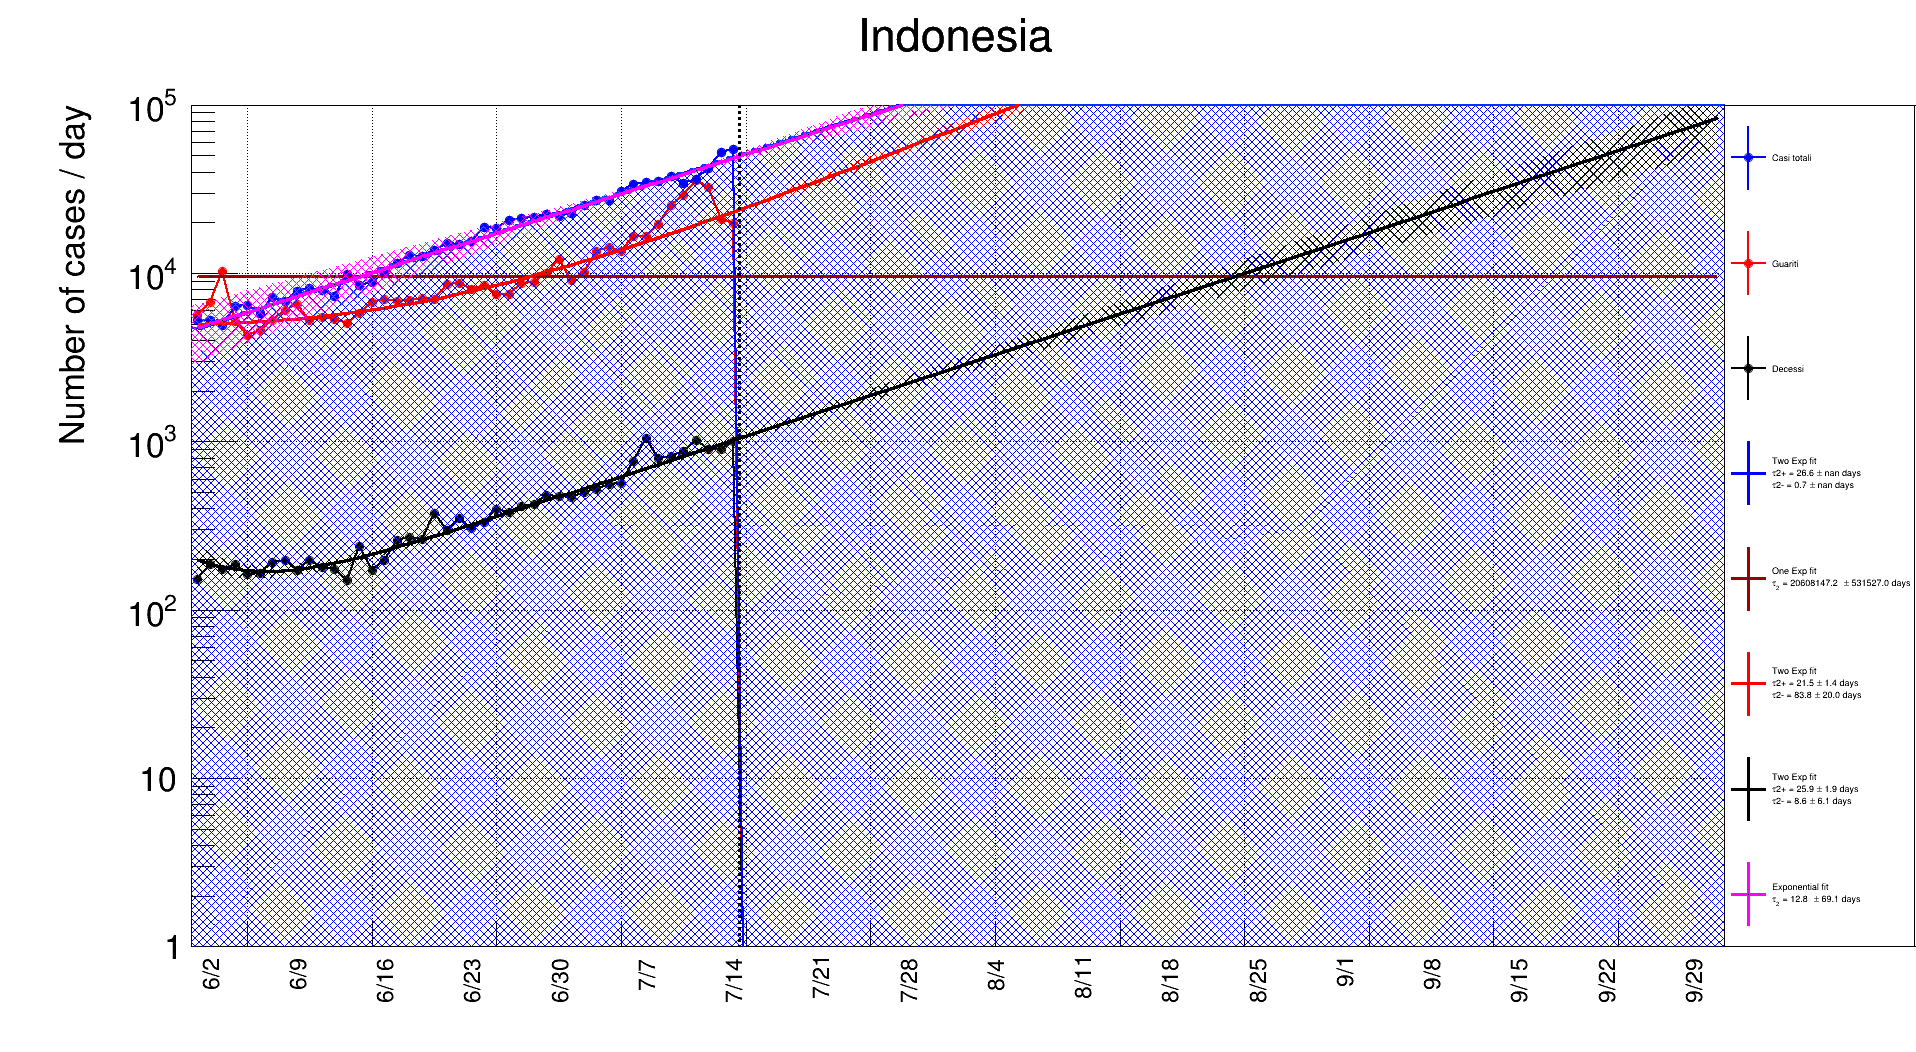 Indonesia
Number of cases / day
10^5
10^4
10^3
10^2
10
1
6/2
6/9
6/16
6/23
6/30
7/7
7/14
7/21
7/28
8/4
8/11
8/18
8/25
9/1
9/8
9/15
9/22
9/29
Casi totali
Guariti
Decessi
Two Exp fit
τ2+ = 26.6 ± nan days
τ2- = 0.7 ± nan days
One Exp fit
τ2 = 20608147.2 ± 531527.0 days
Two Exp fit
τ2+ = 21.5 ± 1.4 days
τ2- = 83.8 ± 20.0 days
Two Exp fit
τ2+ = 25.9 ± 1.9 days
τ2- = 8.6 ± 6.1 days
Exponential fit
τ2 = 12.8 ± 69.1 days